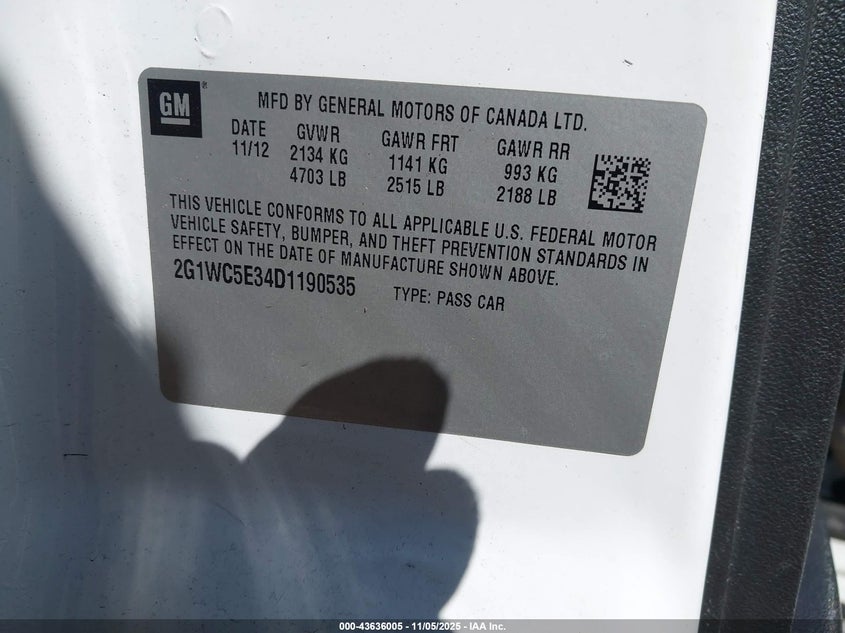 GM
MFD BY GENERAL MOTORS OF CANADA LTD.
DATE GVWR GAWR FRT GAWR RR
11/12 2134 KG 1141 KG 993 KG
4703 LB 2515 LB 2188 LB
THIS VEHICLE CONFORMS TO ALL APPLICABLE U.S. FEDERAL MOTOR
VEHICLE SAFETY, BUMPER, AND THEFT PREVENTION STANDARDS IN
EFFECT ON THE DATE OF MANUFACTURE SHOWN ABOVE.
2G1WC5E34D1190535 TYPE: PASS CAR
000-43636005 - 11/05/2025 - IAA Inc.